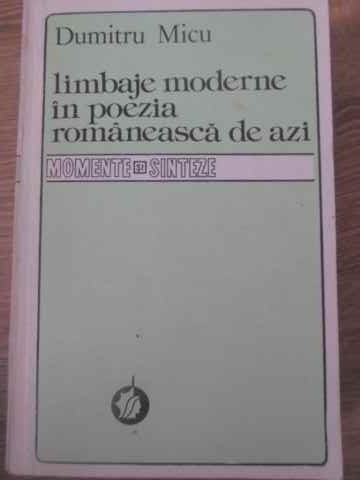 Dumitru Micu
limbaje moderne
în poezia
românească de azi
MOMENTE ȘI SINTEZE